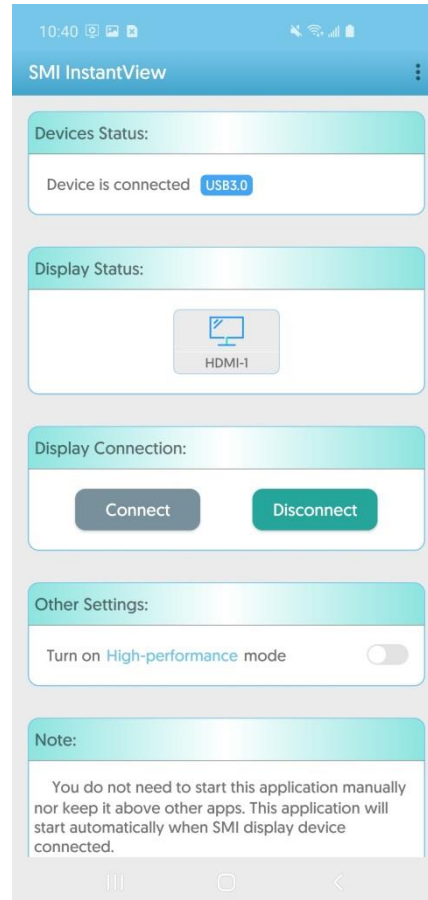 10:40
SMI InstantView
Devices Status:
Device is connected USB3.0
Display Status:
HDMI-1
Display Connection:
Connect Disconnect
Other Settings:
Turn on High-performance mode
Note:
You do not need to start this application manually
nor keep it above other apps. This application will
start automatically when SMI display device
connected.